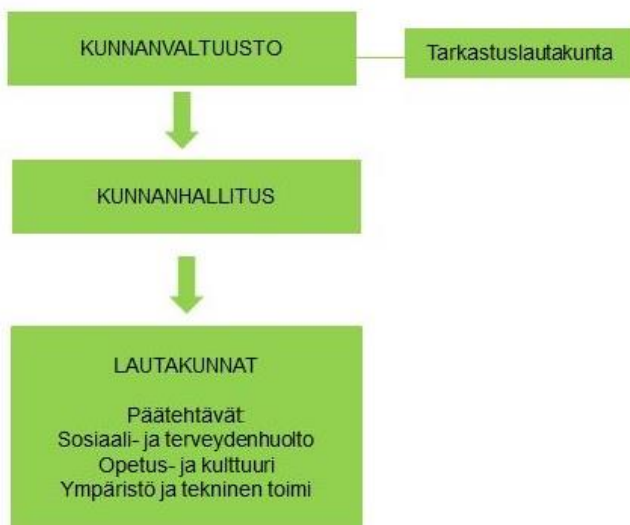 KUNNANVALTUUSTO
Tarkastuslautakunta
KUNNANHALLITUS
LAUTAKUNNAT
Päätehtävät:
Sosiaali- ja terveydenhuolto
Opetus- ja kulttuuri
Ympäristö ja tekninen toimi